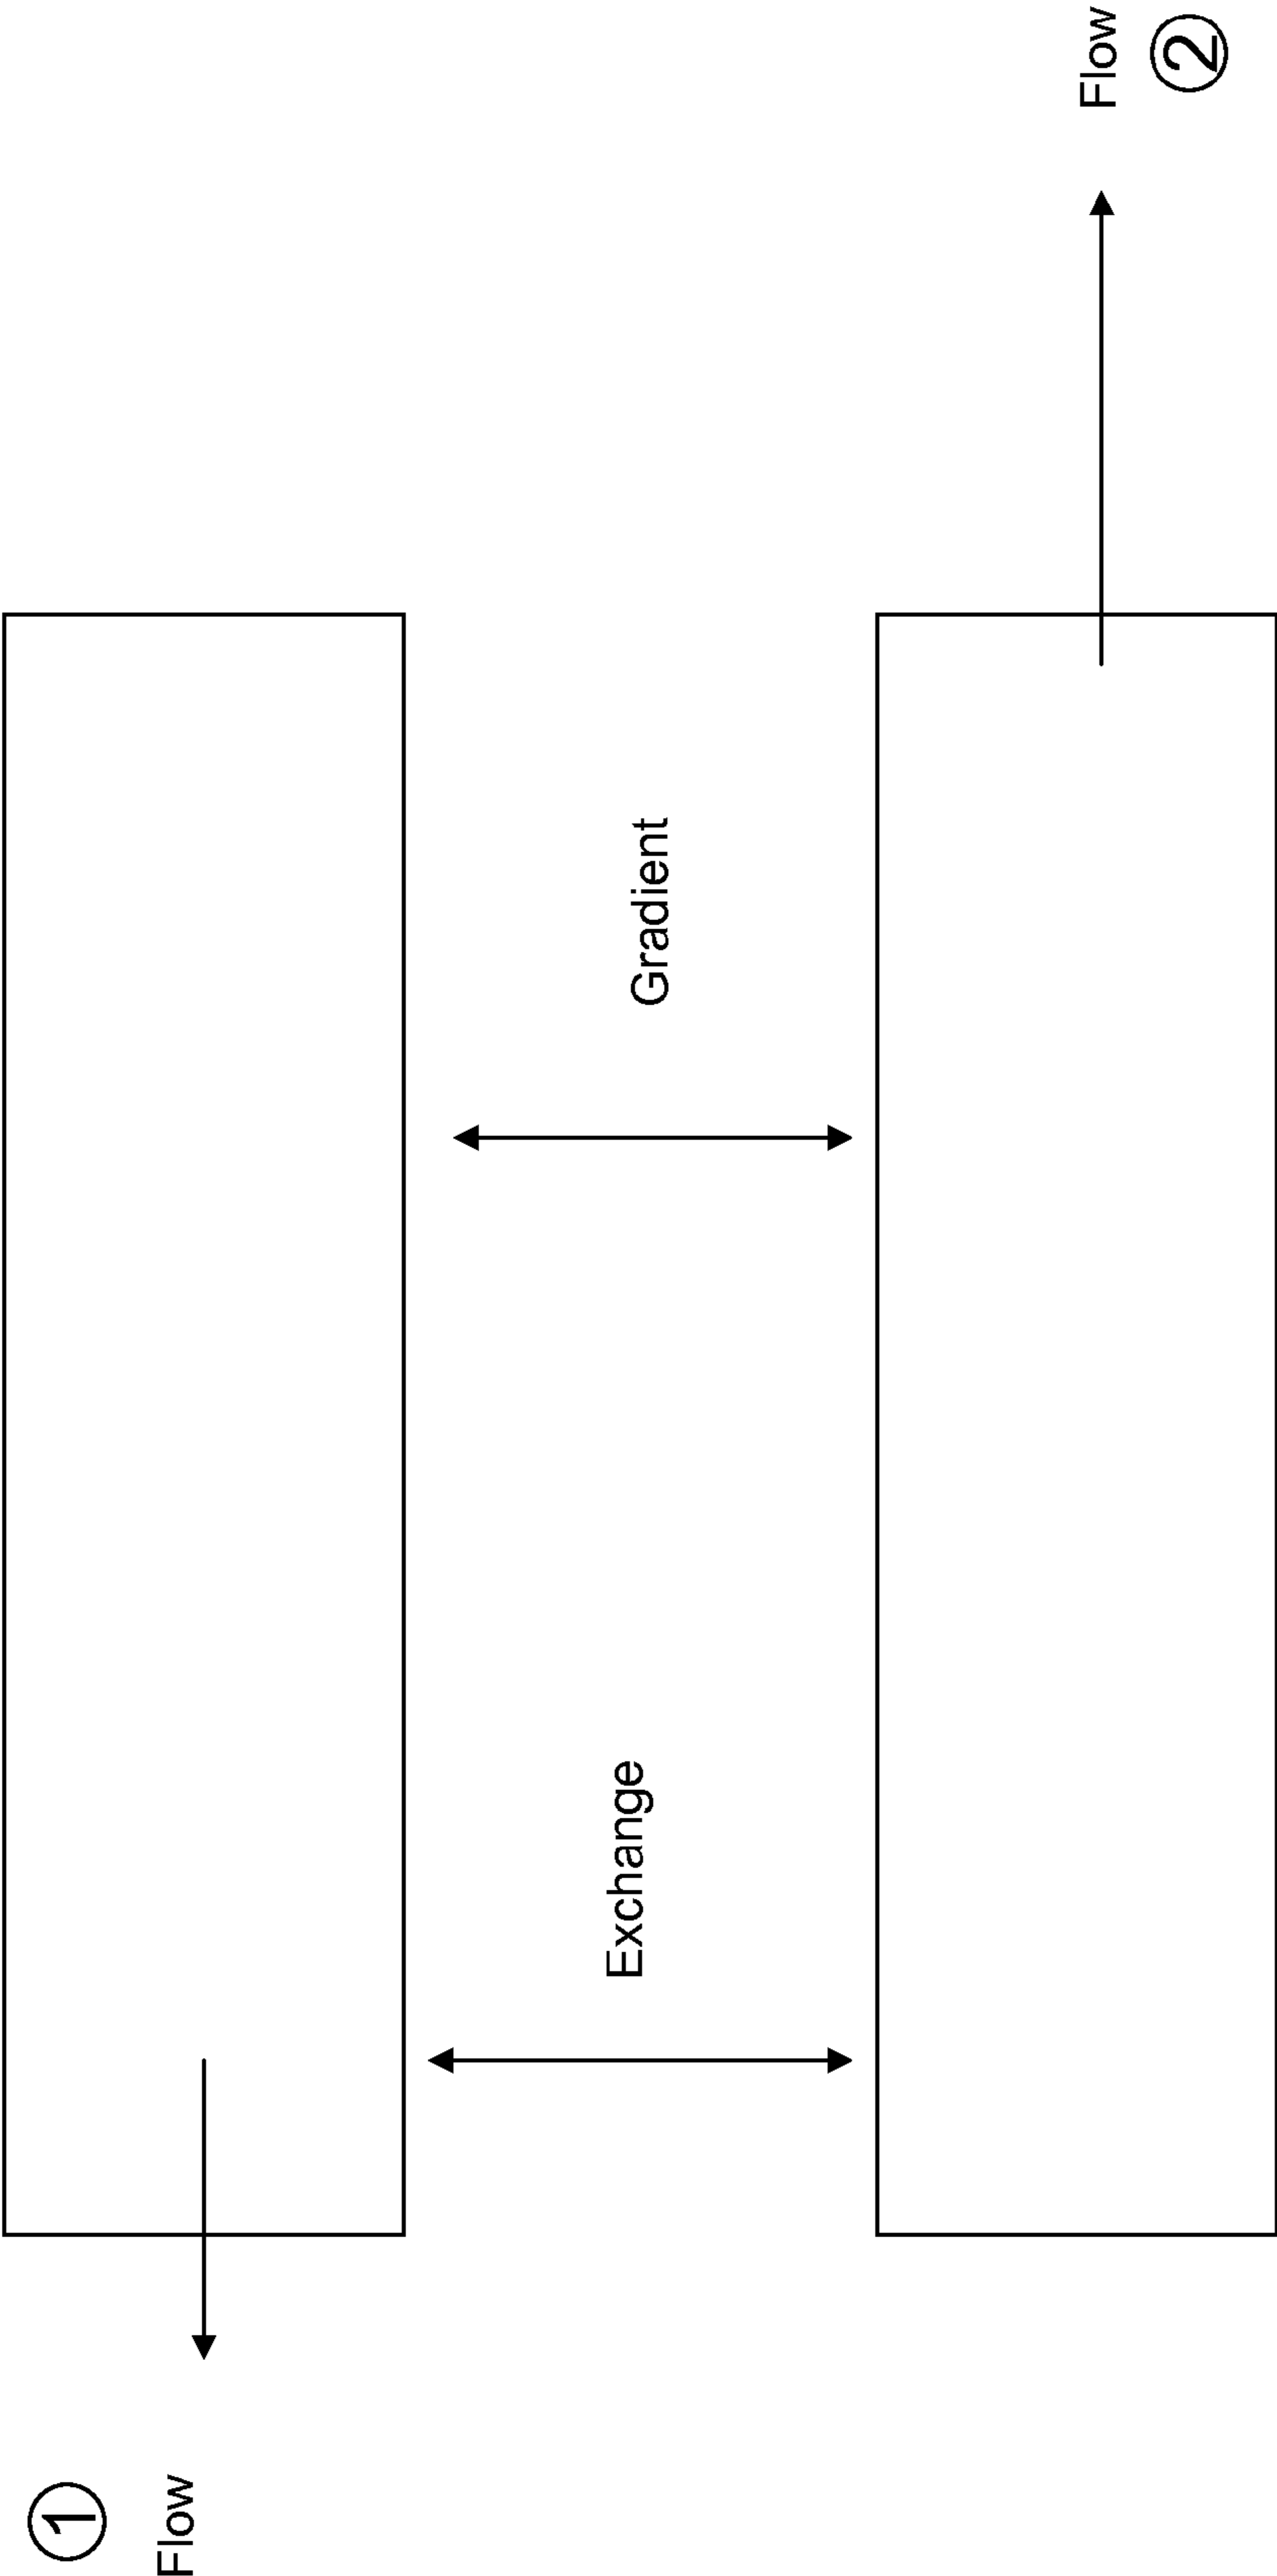 ①
Flow
Exchange
Gradient
Flow
②